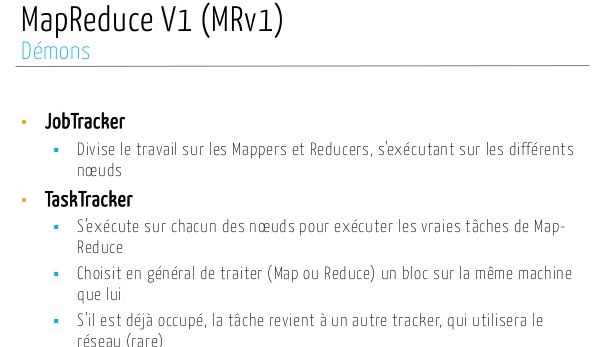 MapReduce V1 (MRv1)
Démons
• JobTracker
▪ Divise le travail sur les Mappers et Reducers, s'exécutant sur les différents
nœuds
• TaskTracker
▪ S'exécute sur chacun des nœuds pour exécuter les vraies tâches de Map-
Reduce
▪ Choisit en général de traiter (Map ou Reduce) un bloc sur la même machine
que lui
▪ S'il est déjà occupé, la tâche revient à un autre tracker, qui utilisera le
réseau (rare)